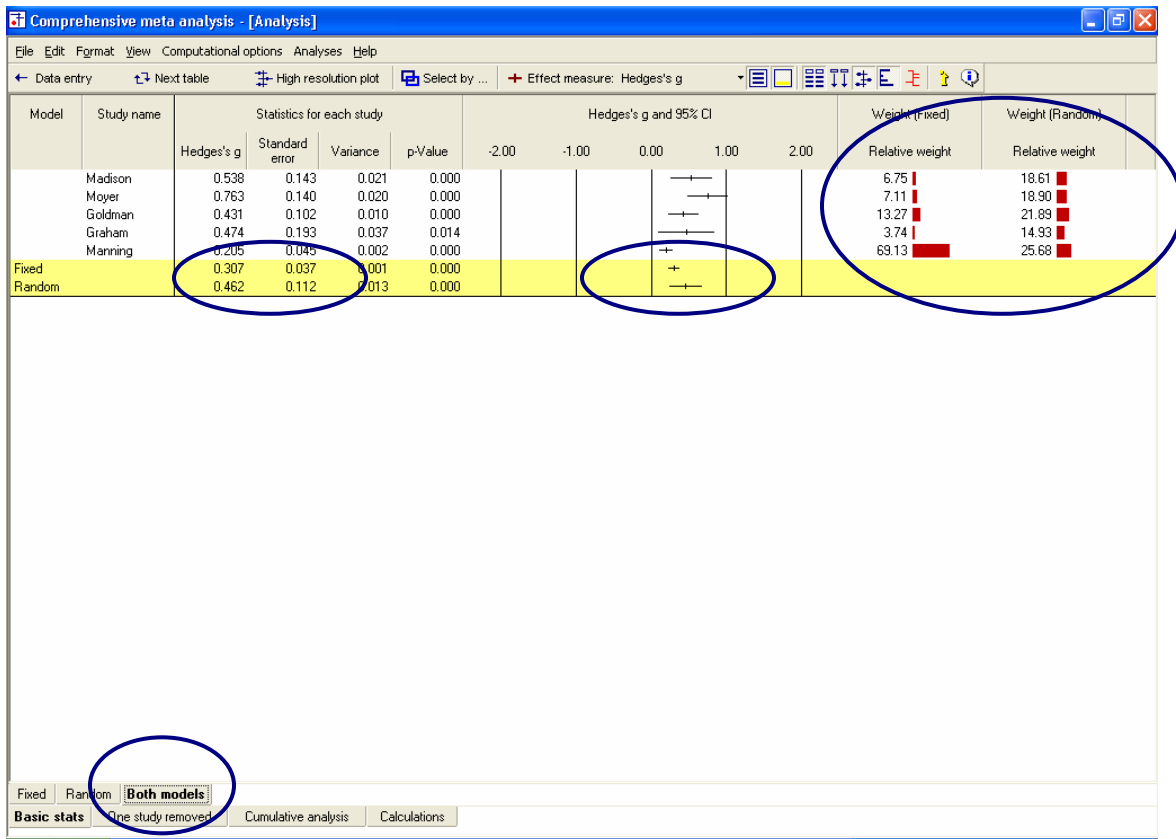 Comprehensive meta analysis - [Analysis]
File Edit Format View Computational options Analyses Help
← Data entry Next table High resolution plot Select by ... Effect measure: Hedges's g
Model Study name Statistics for each study Hedges's g and 95% CI Weight (Fixed) Weight (Random)
Hedges's g Standard error Variance p-Value -2.00 -1.00 0.00 1.00 2.00 Relative weight Relative weight
Madison 0.538 0.143 0.021 0.000 6.75 18.61
Moyer 0.763 0.140 0.020 0.000 7.11 18.90
Goldman 0.431 0.102 0.010 0.000 13.27 21.89
Graham 0.474 0.193 0.037 0.014 3.74 14.93
Manning 0.205 0.045 0.002 0.000 69.13 25.68
Fixed 0.307 0.037 0.001 0.000
Random 0.462 0.112 0.013 0.000
Fixed Random Both models
Basic stats One study removed Cumulative analysis Calculations